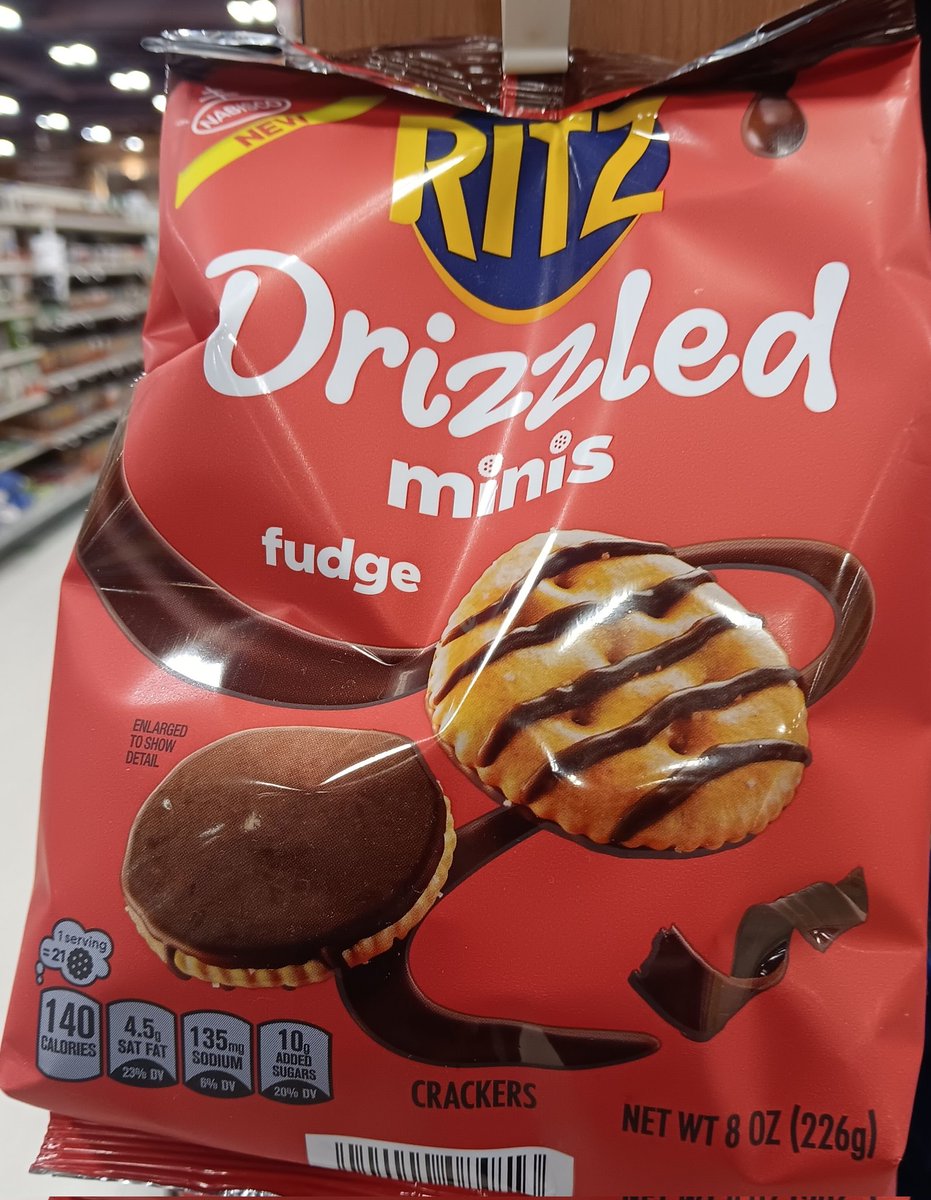 NABISCO
NEW
RITZ
Drizzled
minis
fudge
ENLARGED
TO SHOW
DETAIL
1 serving
= 21
140
CALORIES
4.5g
SAT FAT
23% DV
135mg
SODIUM
6% DV
10g
ADDED
SUGARS
20% DV
CRACKERS
NET WT 8 OZ (226g)